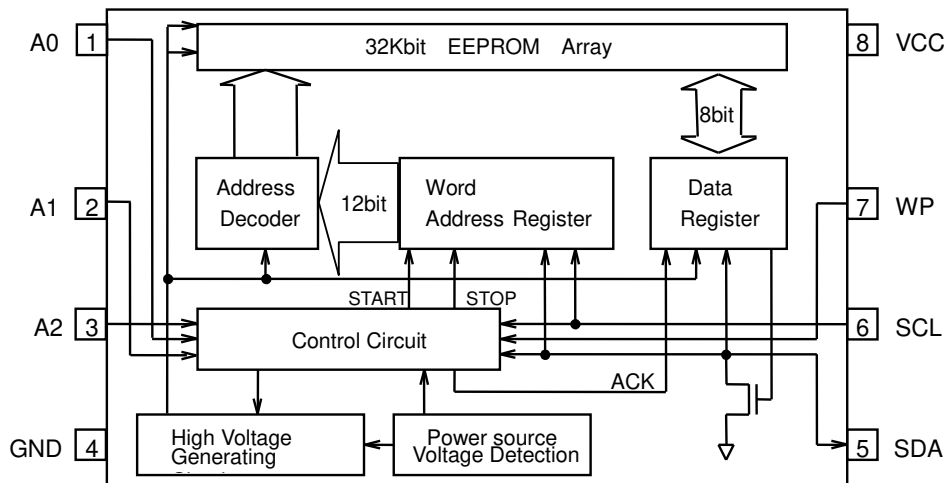 A0 1
32Kbit EEPROM Array
8 VCC
8bit
A1 2
Address
Decoder
12bit
Word
Address Register
Data
Register
7 WP
START
STOP
A2 3
Control Circuit
6 SCL
ACK
GND 4
High Voltage
Generating
Power source
Voltage Detection
5 SDA